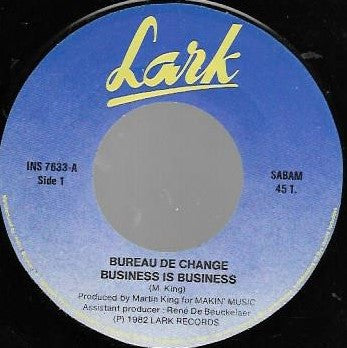 Lark
INS 7633-A
Side 1
SABAM
45 T.
BUREAU DE CHANGE
BUSINESS IS BUSINESS
(M. King)
Produced by Martin King for MAKIN' MUSIC
Assistant producer : René De Beuckelaer
(P) 1982 LARK RECORDS